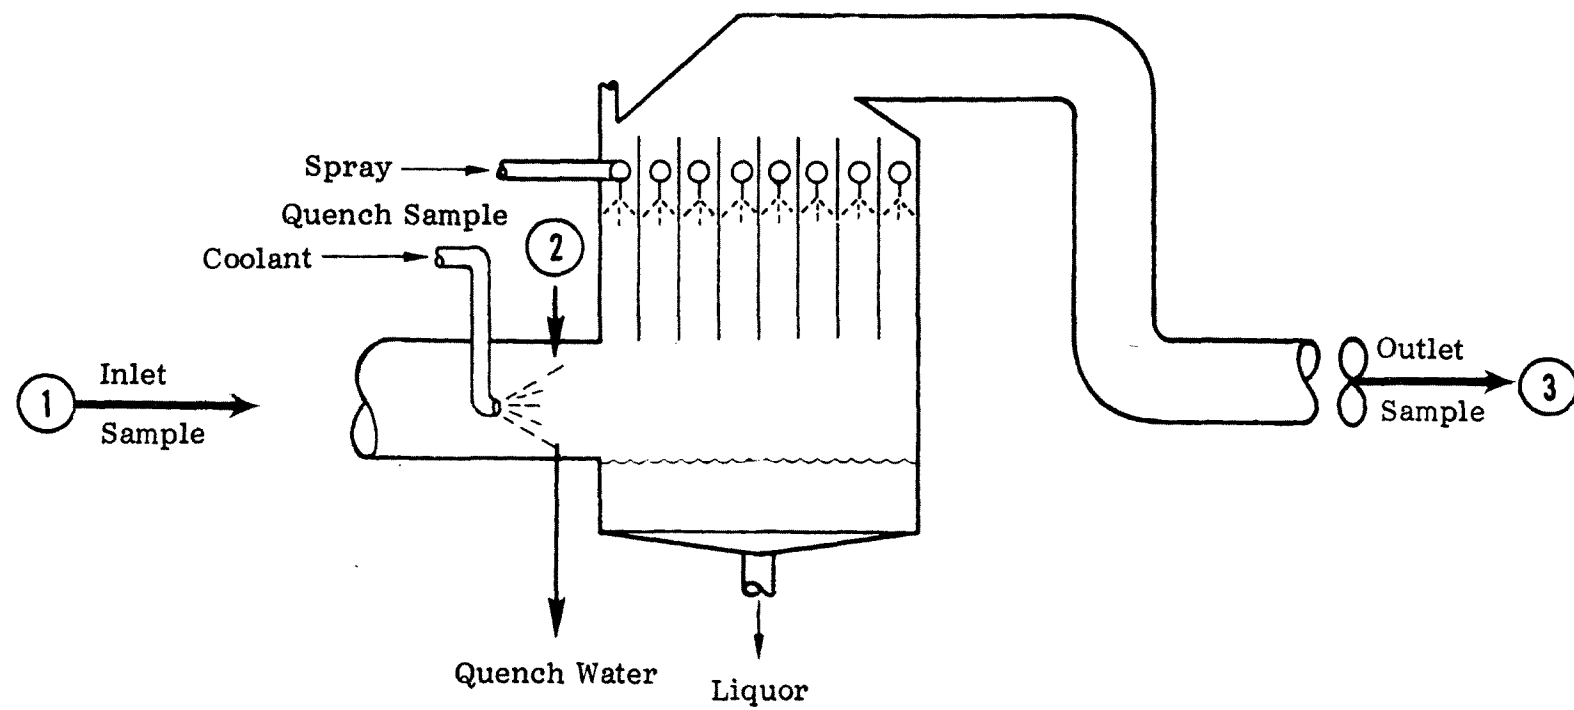 Spray
Quench Sample
2
Coolant
1
Inlet
Sample
Outlet
Sample
3
Quench Water
Liquor